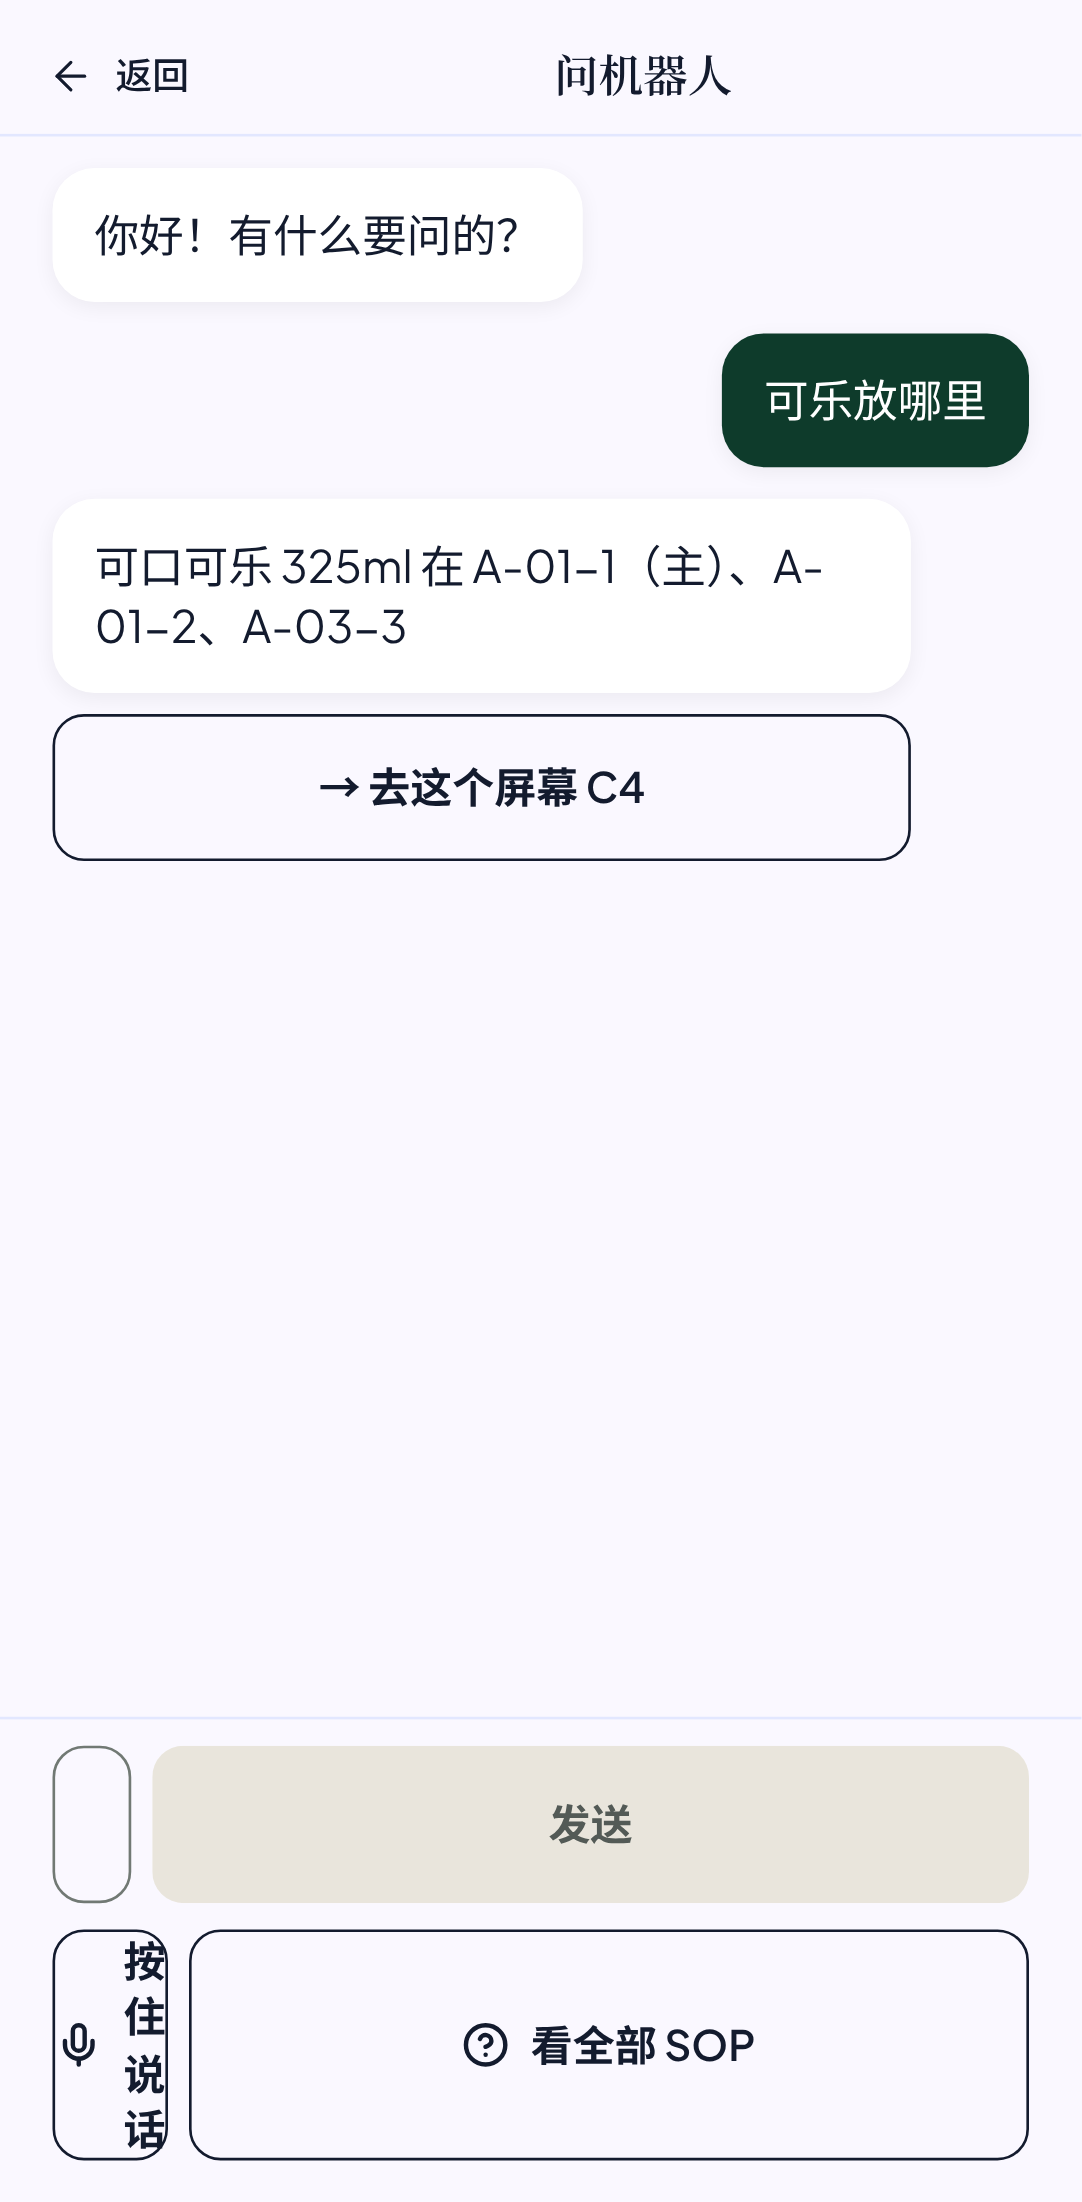 返回
问机器人
你好！有什么要问的？
可乐放哪里
可口可乐 325ml 在 A-01-1（主）、A-
01-2、A-03-3
→ 去这个屏幕 C4
发送
按
住
说
话
看全部 SOP